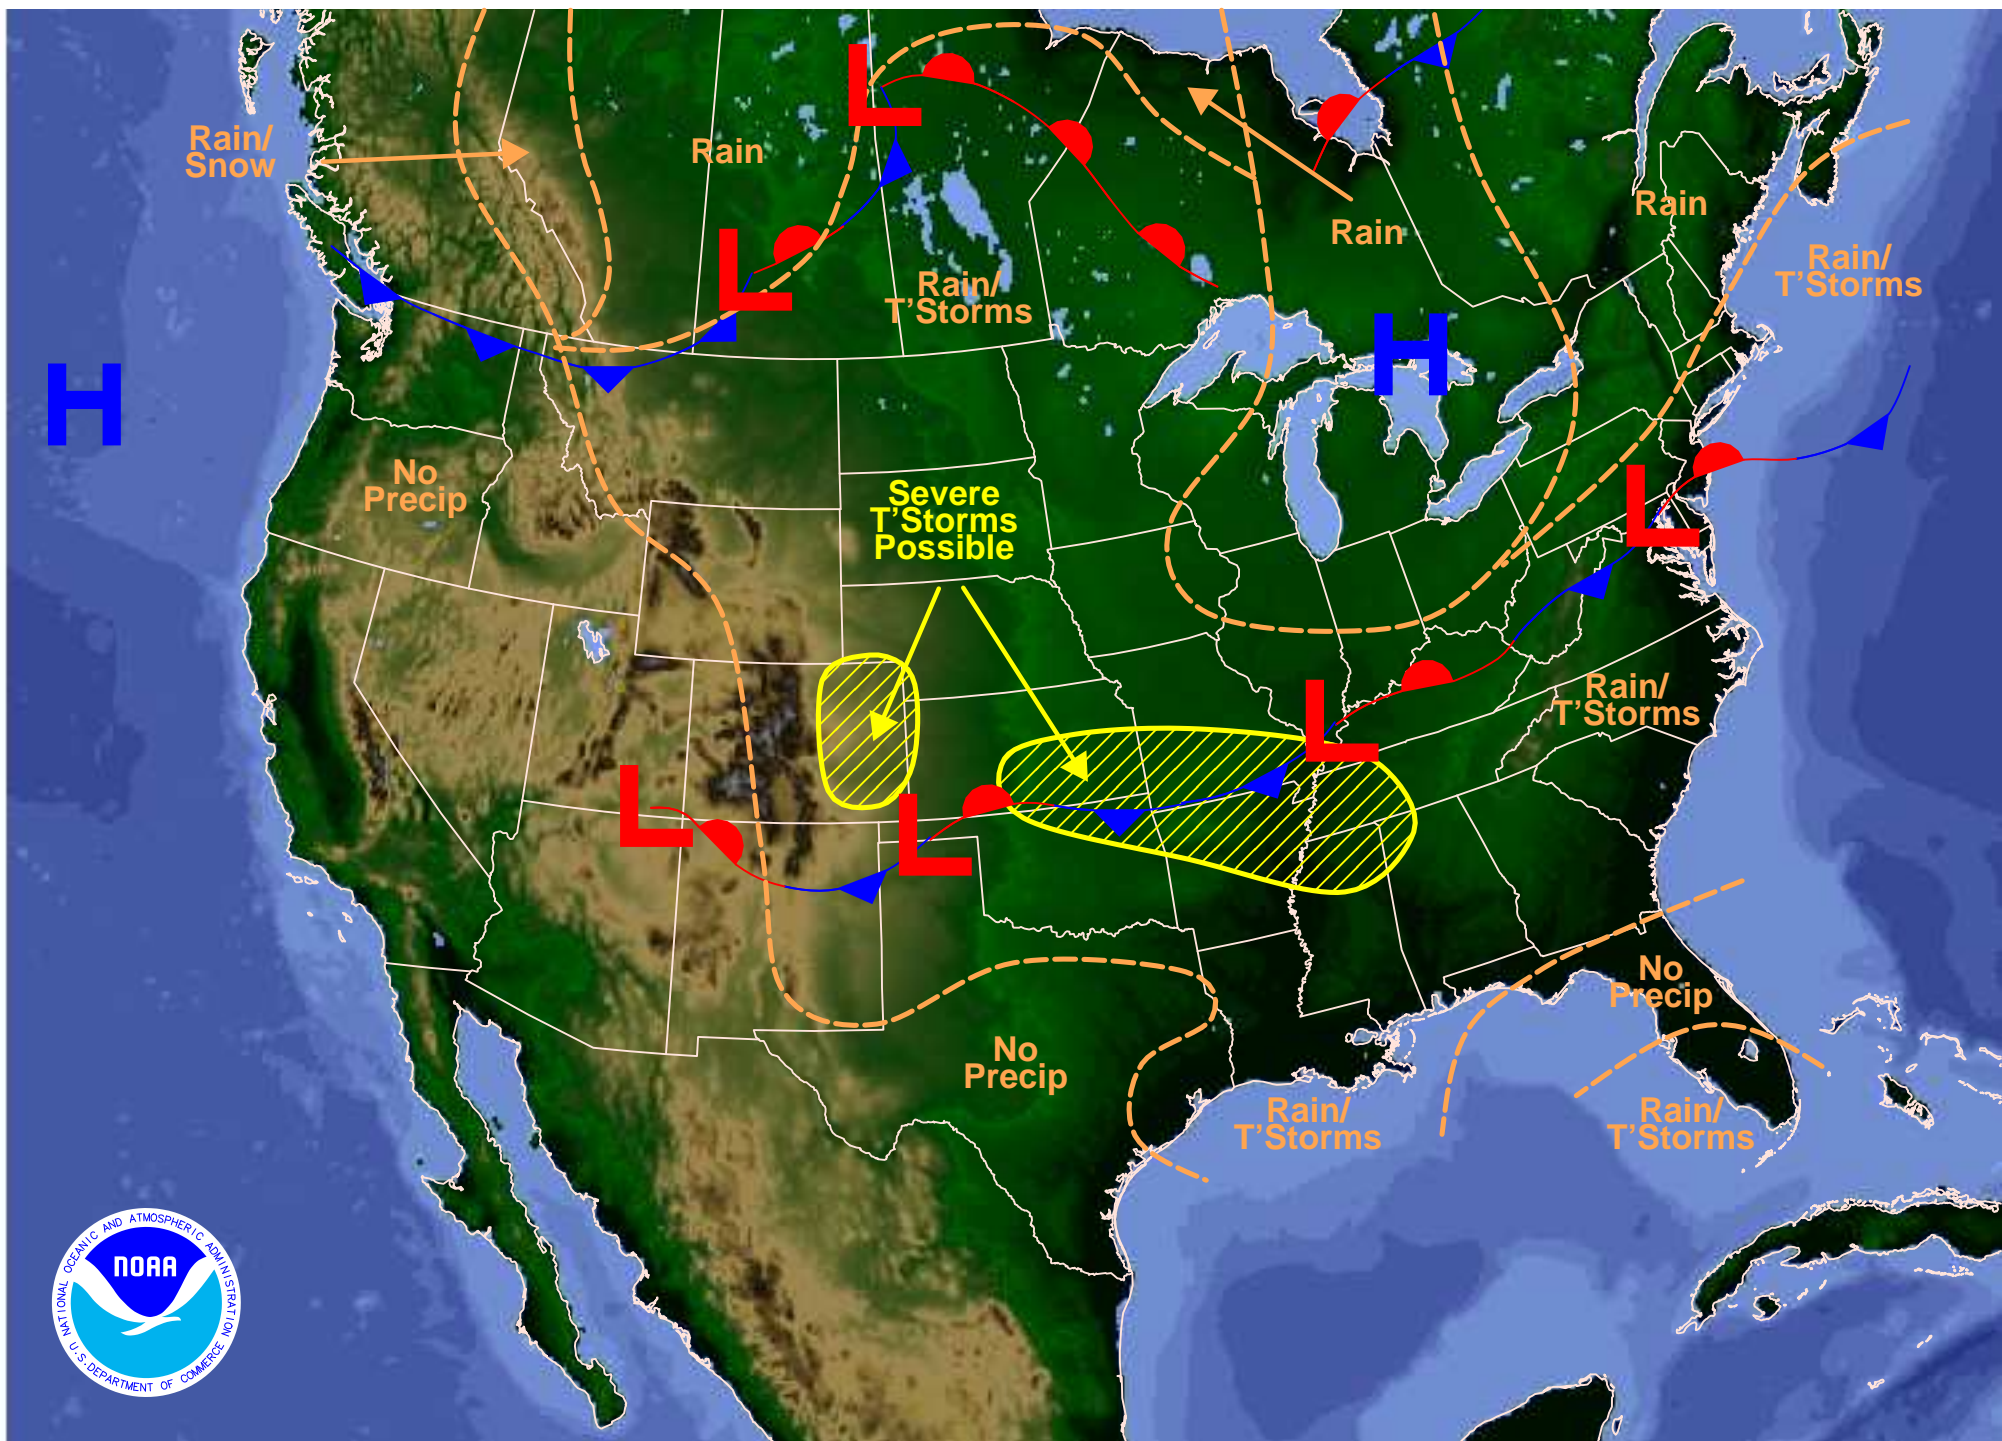 L
Rain/
Snow
Rain
Rain
Rain
Rain/
T'Storms
Rain/
T'Storms
L
H
H
No
Precip
Severe
T'Storms
Possible
L
Rain/
T'Storms
L
L
L
No
Precip
No
Precip
Rain/
T'Storms
Rain/
T'Storms
NATIONAL OCEANIC AND ATMOSPHERIC ADMINISTRATION
NOAA
U.S. DEPARTMENT OF COMMERCE